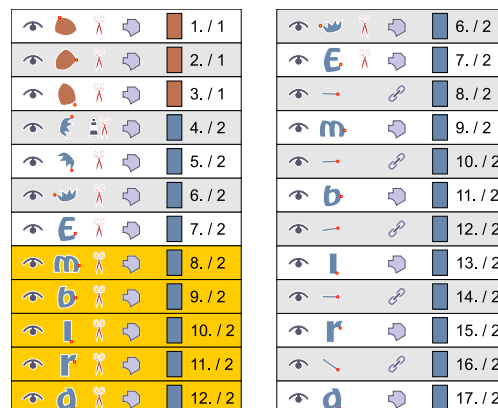 1. / 1
2. / 1
3. / 1
4. / 2
5. / 2
6. / 2
E 7. / 2
m 8. / 2
b 9. / 2
l 10. / 2
r 11. / 2
a 12. / 2
6. / 2
E 7. / 2
8. / 2
m 9. / 2
10. / 2
b 11. / 2
12. / 2
l 13. / 2
14. / 2
r 15. / 2
16. / 2
a 17. / 2